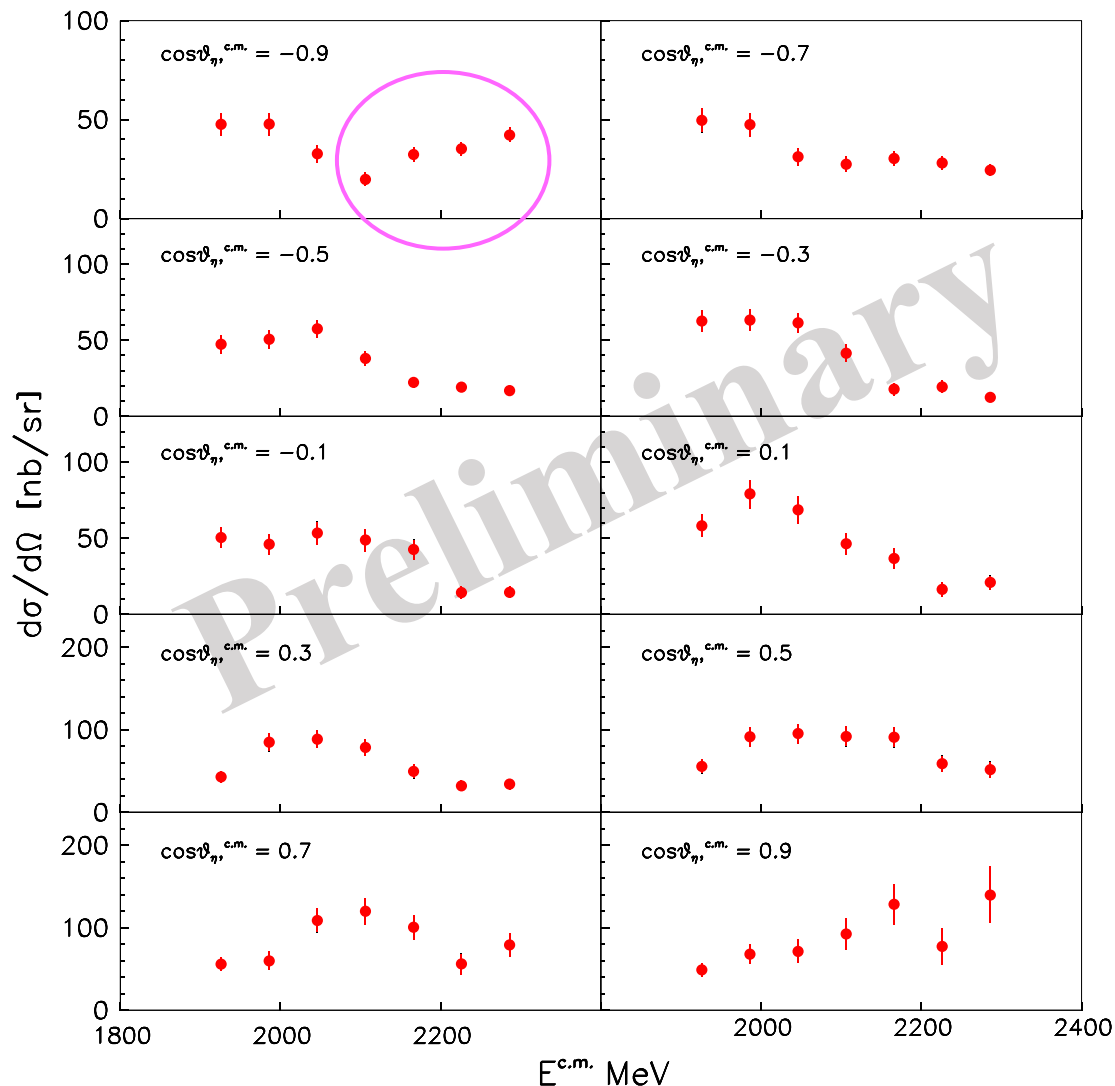 100
50
0
cosϑη′c.m. = −0.9
cosϑη′c.m. = −0.7
100
50
0
cosϑη′c.m. = −0.5
cosϑη′c.m. = −0.3
100
50
0
cosϑη′c.m. = −0.1
cosϑη′c.m. = 0.1
200
100
0
cosϑη′c.m. = 0.3
cosϑη′c.m. = 0.5
200
100
0
cosϑη′c.m. = 0.7
cosϑη′c.m. = 0.9
1800 2000 2200 2000 2200 2400
Ec.m. MeV
dσ/dΩ [nb/sr]
Preliminary